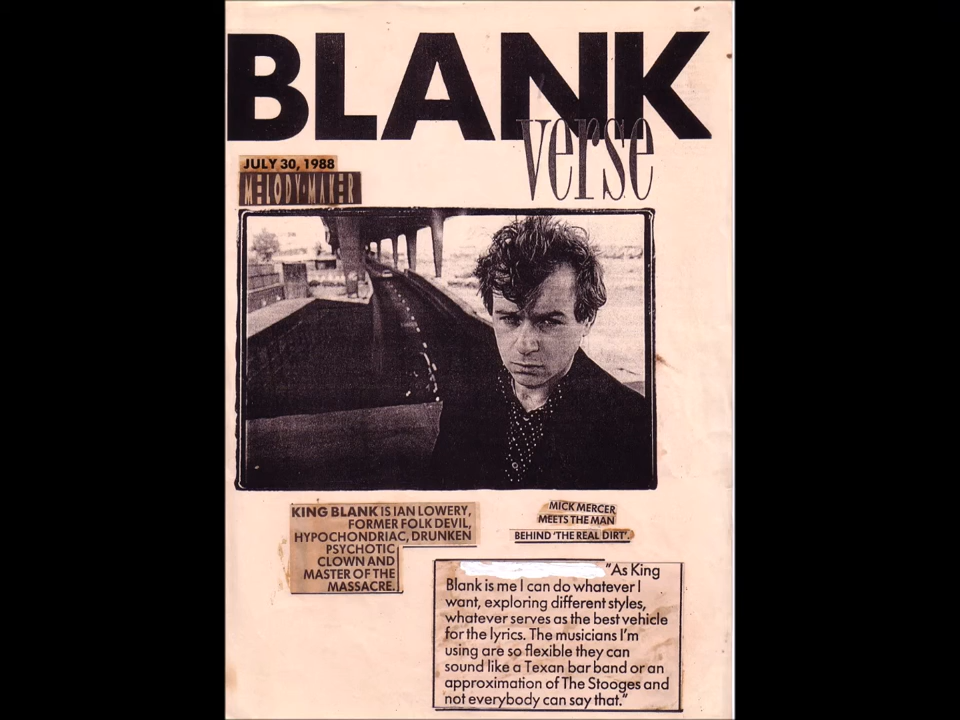 BLANK
verse
JULY 30, 1988
MELODY·MAKER
KING BLANK IS IAN LOWERY,
FORMER FOLK DEVIL,
HYPOCHONDRIAC, DRUNKEN
PSYCHOTIC
CLOWN AND
MASTER OF THE
MASSACRE.
MICK MERCER
MEETS THE MAN
BEHIND 'THE REAL DIRT'.
"As King
Blank is me I can do whatever I
want, exploring different styles,
whatever serves as the best vehicle
for the lyrics. The musicians I'm
using are so flexible they can
sound like a Texan bar band or an
approximation of The Stooges and
not everybody can say that."